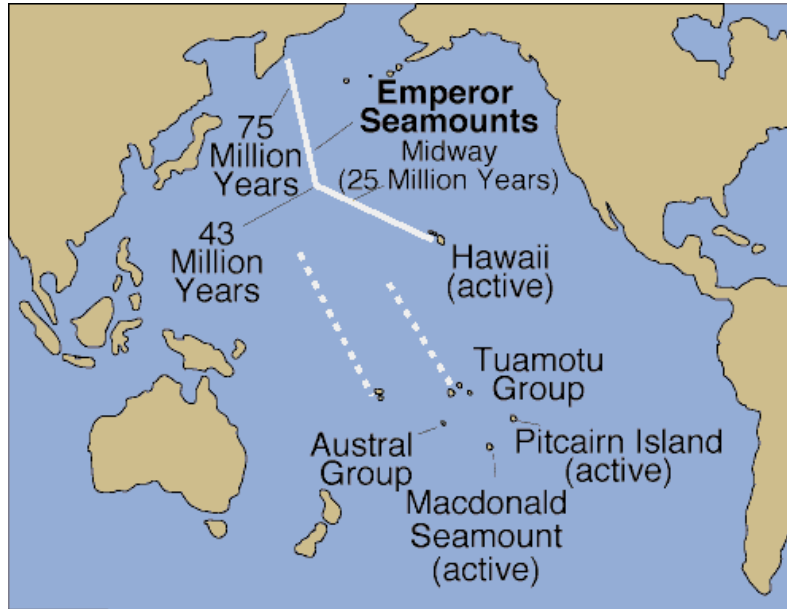 Emperor
Seamounts
75
Million
Years
Midway
(25 Million Years)
43
Million
Years
Hawaii
(active)
Tuamotu
Group
Austral
Group
Pitcairn Island
(active)
Macdonald
Seamount
(active)